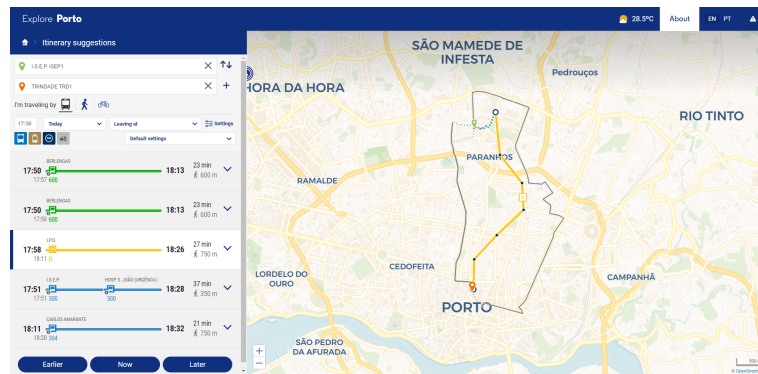 Explore Porto
28.5ºC
About
EN PT
Itinerary suggestions
I.S.E.P. ISEP1
TRINDADE TRD1
I'm traveling by
17:58
Today
Leaving at
Settings
Default settings
BERLENGAS
17:50
18:13
23 min
600 m
17:57 600
BERLENGAS
17:50
18:13
23 min
600 m
17:58 600
I.P.O.
17:58
18:26
27 min
750 m
18:11 D
I.S.E.P.
HOSP. S. JOÃO (URGÊNCIA)
17:51
18:28
37 min
350 m
17:51 300
300
CARLOS AMARANTE
18:11
18:32
21 min
750 m
18:20 304
Earlier
Now
Later
SÃO MAMEDE DE
INFESTA
Pedrouços
HORA DA HORA
RIO TINTO
PARANHOS
RAMALDE
CEDOFEITA
LORDELO DO
OURO
CAMPANHÃ
PORTO
SÃO PEDRO
DA AFURADA
+
−
500
© OpenStreet